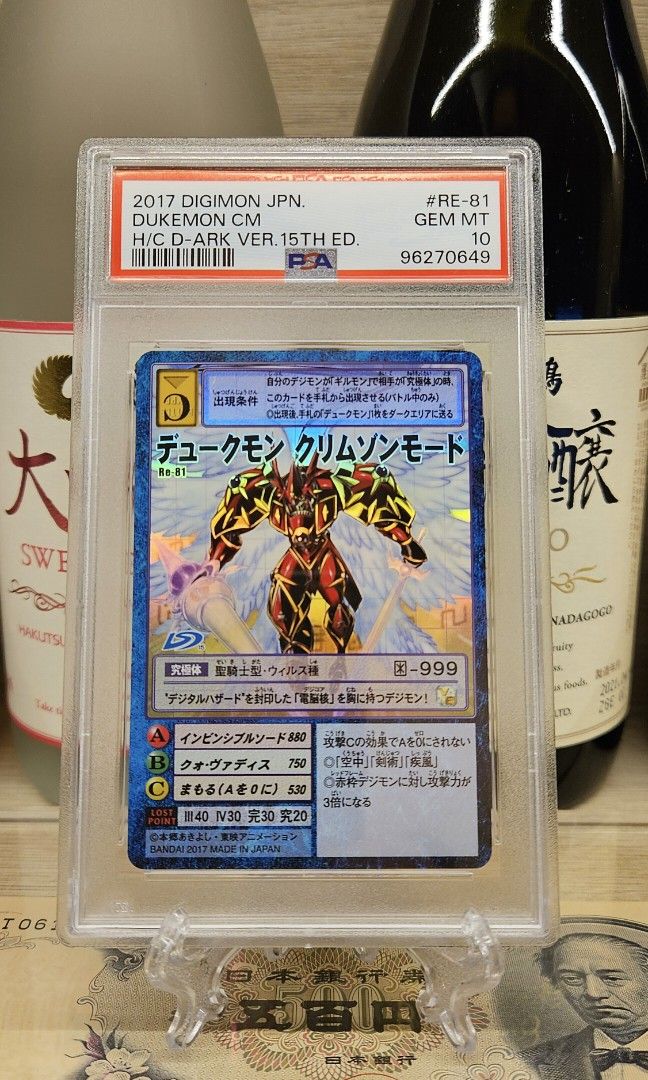 2017 DIGIMON JPN.
#RE-81
DUKEMON CM
GEM MT
H/C D-ARK VER.15TH ED.
10
PSA
96270649
自分のデジモンが「ギルモン」で相手が「究極体」の時、
このカードを手札から出現させる(バトル中のみ)
◎出現後、手札の「デュークモン」1枚をダークエリアに送る
出現条件
デュークモン クリムゾンモード
Re-81
究極体
聖騎士型・ウィルス種
-999
"デジタルハザード"を封印した「電脳核」を胸に持つデジモン!
A インビンシブルソード 880
B クォ・ヴァディス 750
C まもる(Aを0に) 530
LOST POINT Ⅲ40 Ⅳ30 完30 究20
©本郷あきよし・東映アニメーション
BANDAI 2017 MADE IN JAPAN
攻撃Cの効果でAを0にされない
◎「空中」「剣術」「疾風」
◎赤枠デジモンに対し攻撃力が
3倍になる
大
SWE
HAKUTSU
Take ti
醸
NADAGOGO
LTD.
日本銀行券
500
五百円
日本銀行